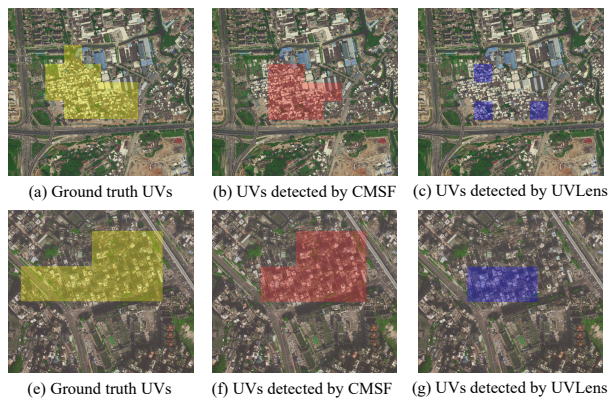 (a) Ground truth UVs
(b) UVs detected by CMSF
(c) UVs detected by UVLens
(e) Ground truth UVs
(f) UVs detected by CMSF
(g) UVs detected by UVLens